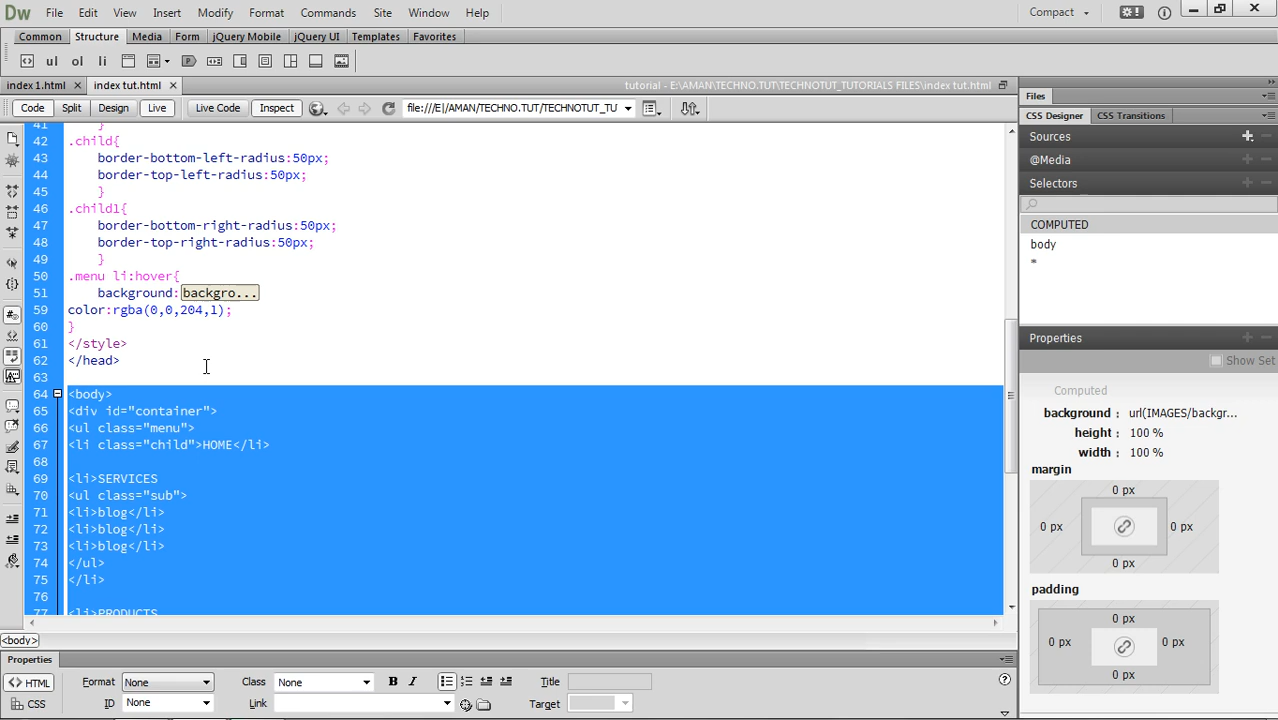 Dw File Edit View Insert Modify Format Commands Site Window Help Compact
Common Structure Media Form jQuery Mobile jQuery UI Templates Favorites
ul ol li
index 1.html × index tut.html × tutorial - E:\AMAN\TECHNO.TUT\TECHNOTUT_TUTORIALS FILES\index tut.html
Code Split Design Live Live Code Inspect file:///E|/AMAN/TECHNO.TUT/TECHNOTUT_TU
41 }
42 .child{
43 border-bottom-left-radius:50px;
44 border-top-left-radius:50px;
45 }
46 .child1{
47 border-bottom-right-radius:50px;
48 border-top-right-radius:50px;
49 }
50 .menu li:hover{
51 background:backgro...
59 color:rgba(0,0,204,1);
60 }
61 </style>
62 </head>
63
64 <body>
65 <div id="container">
66 <ul class="menu">
67 <li class="child">HOME</li>
68
69 <li>SERVICES
70 <ul class="sub">
71 <li>blog</li>
72 <li>blog</li>
73 <li>blog</li>
74 </ul>
75 </li>
76
77 <li>PRODUCTS
<body>
Properties
<> HTML Format None Class None B I Title
CSS ID None Link Target
Files
CSS Designer CSS Transitions
Sources
@Media
Selectors
COMPUTED
body
*
Properties
Show Set
Computed
background : url(IMAGES/backgr...
height : 100 %
width : 100 %
margin
0 px
0 px 0 px
0 px
padding
0 px
0 px 0 px
0 px